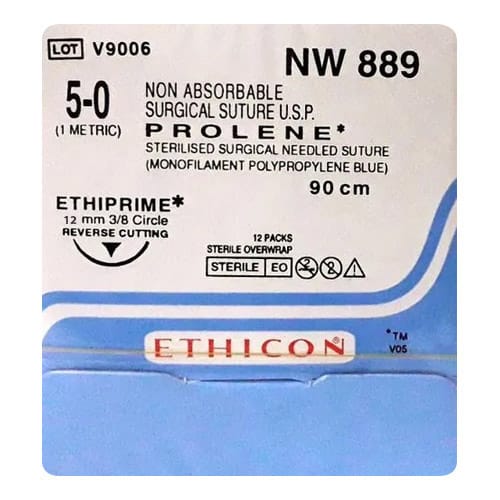 LOT V9006
NW 889
5-0
(1 METRIC)
NON ABSORBABLE
SURGICAL SUTURE U.S.P.
PROLENE*
STERILISED SURGICAL NEEDLED SUTURE
(MONOFILAMENT POLYPROPYLENE BLUE)
90 cm
ETHIPRIME*
12 mm 3/8 Circle
REVERSE CUTTING
12 PACKS
STERILE OVERWRAP
STERILE EO
ETHICON®
*TM
V05